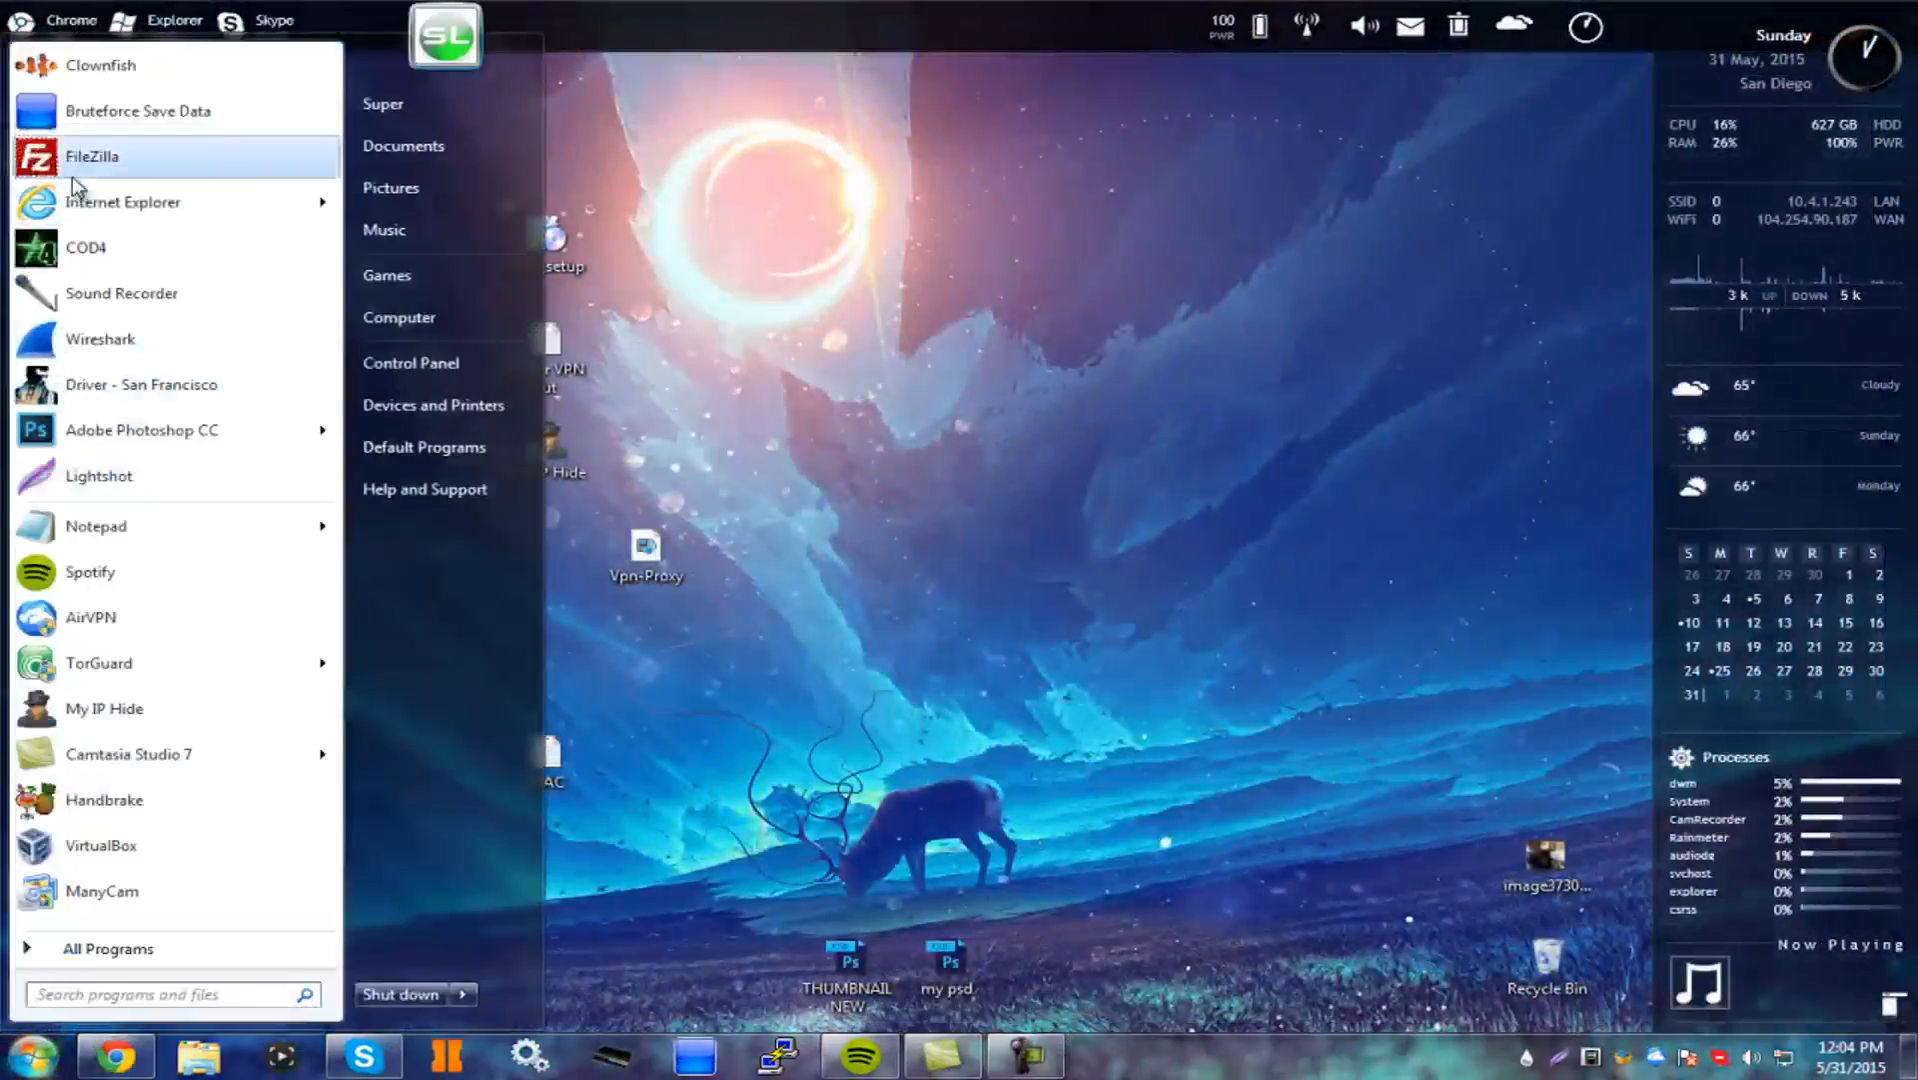 Chrome
Explorer
Skype
Clownfish
Bruteforce Save Data
FileZilla
Internet Explorer
COD4
Sound Recorder
Wireshark
Driver - San Francisco
Adobe Photoshop CC
Lightshot
Notepad
Spotify
AirVPN
TorGuard
My IP Hide
Camtasia Studio 7
Handbrake
VirtualBox
ManyCam
All Programs
Search programs and files
SL
Super
Documents
Pictures
Music
Games
Computer
Control Panel
Devices and Printers
Default Programs
Help and Support
Shut down
setup
VPN
Hide
Vpn-Proxy
AC
THUMBNAIL
NEW
my psd
image3730...
Recycle Bin
100
PWR
Sunday
31 May, 2015
San Diego
CPU 16% 627 GB HDD
RAM 26% 100% PWR
SSID 0 10.4.1.243 LAN
WiFi 0 104.254.90.187 WAN
3 k UP DOWN 5 k
65° Cloudy
66° Sunday
66° Monday
S M T W R F S
26 27 28 29 30 1 2
3 4 •5 6 7 8 9
•10 11 12 13 14 15 16
17 18 19 20 21 22 23
24 •25 26 27 28 29 30
31| 1 2 3 4 5 6
Processes
dwm 5%
System 2%
CamRecorder 2%
Rainmeter 2%
audiodg 1%
svchost 0%
explorer 0%
csrss 0%
Now Playing
12:04 PM
5/31/2015